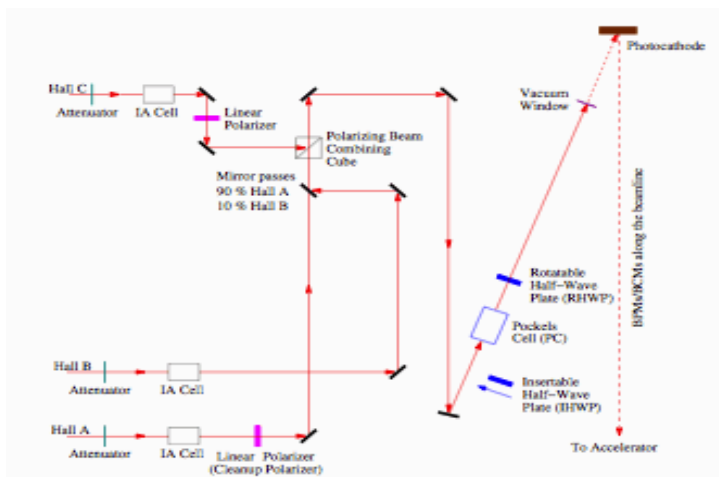 Hall C
Attenuator
IA Cell
Linear
Polarizer
Polarizing Beam
Combining
Cube
Mirror passes
90 % Hall A
10 % Hall B
Hall B
Attenuator
IA Cell
Hall A
Attenuator
IA Cell
Linear Polarizer
(Cleanup Polarizer)
Photocathode
Vacuum
Window
Rotatable
Half-Wave
Plate (RHWP)
Pockels
Cell (PC)
Insertable
Half-Wave
Plate (IHWP)
BPMs/BCMs along the beamline
To Accelerator